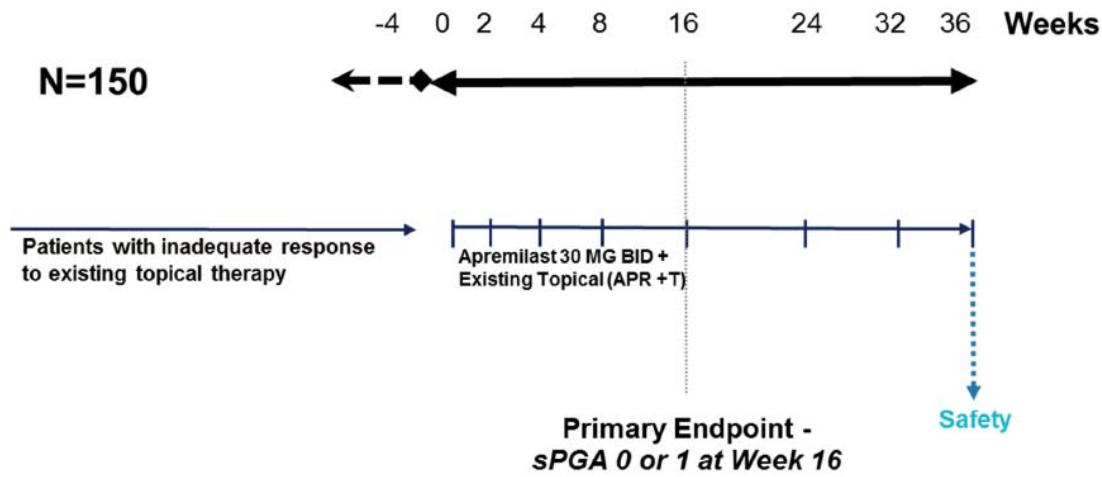 -4 0 2 4 8 16 24 32 36 Weeks
N=150
Patients with inadequate response
to existing topical therapy
Apremilast 30 MG BID +
Existing Topical (APR +T)
Safety
Primary Endpoint -
sPGA 0 or 1 at Week 16